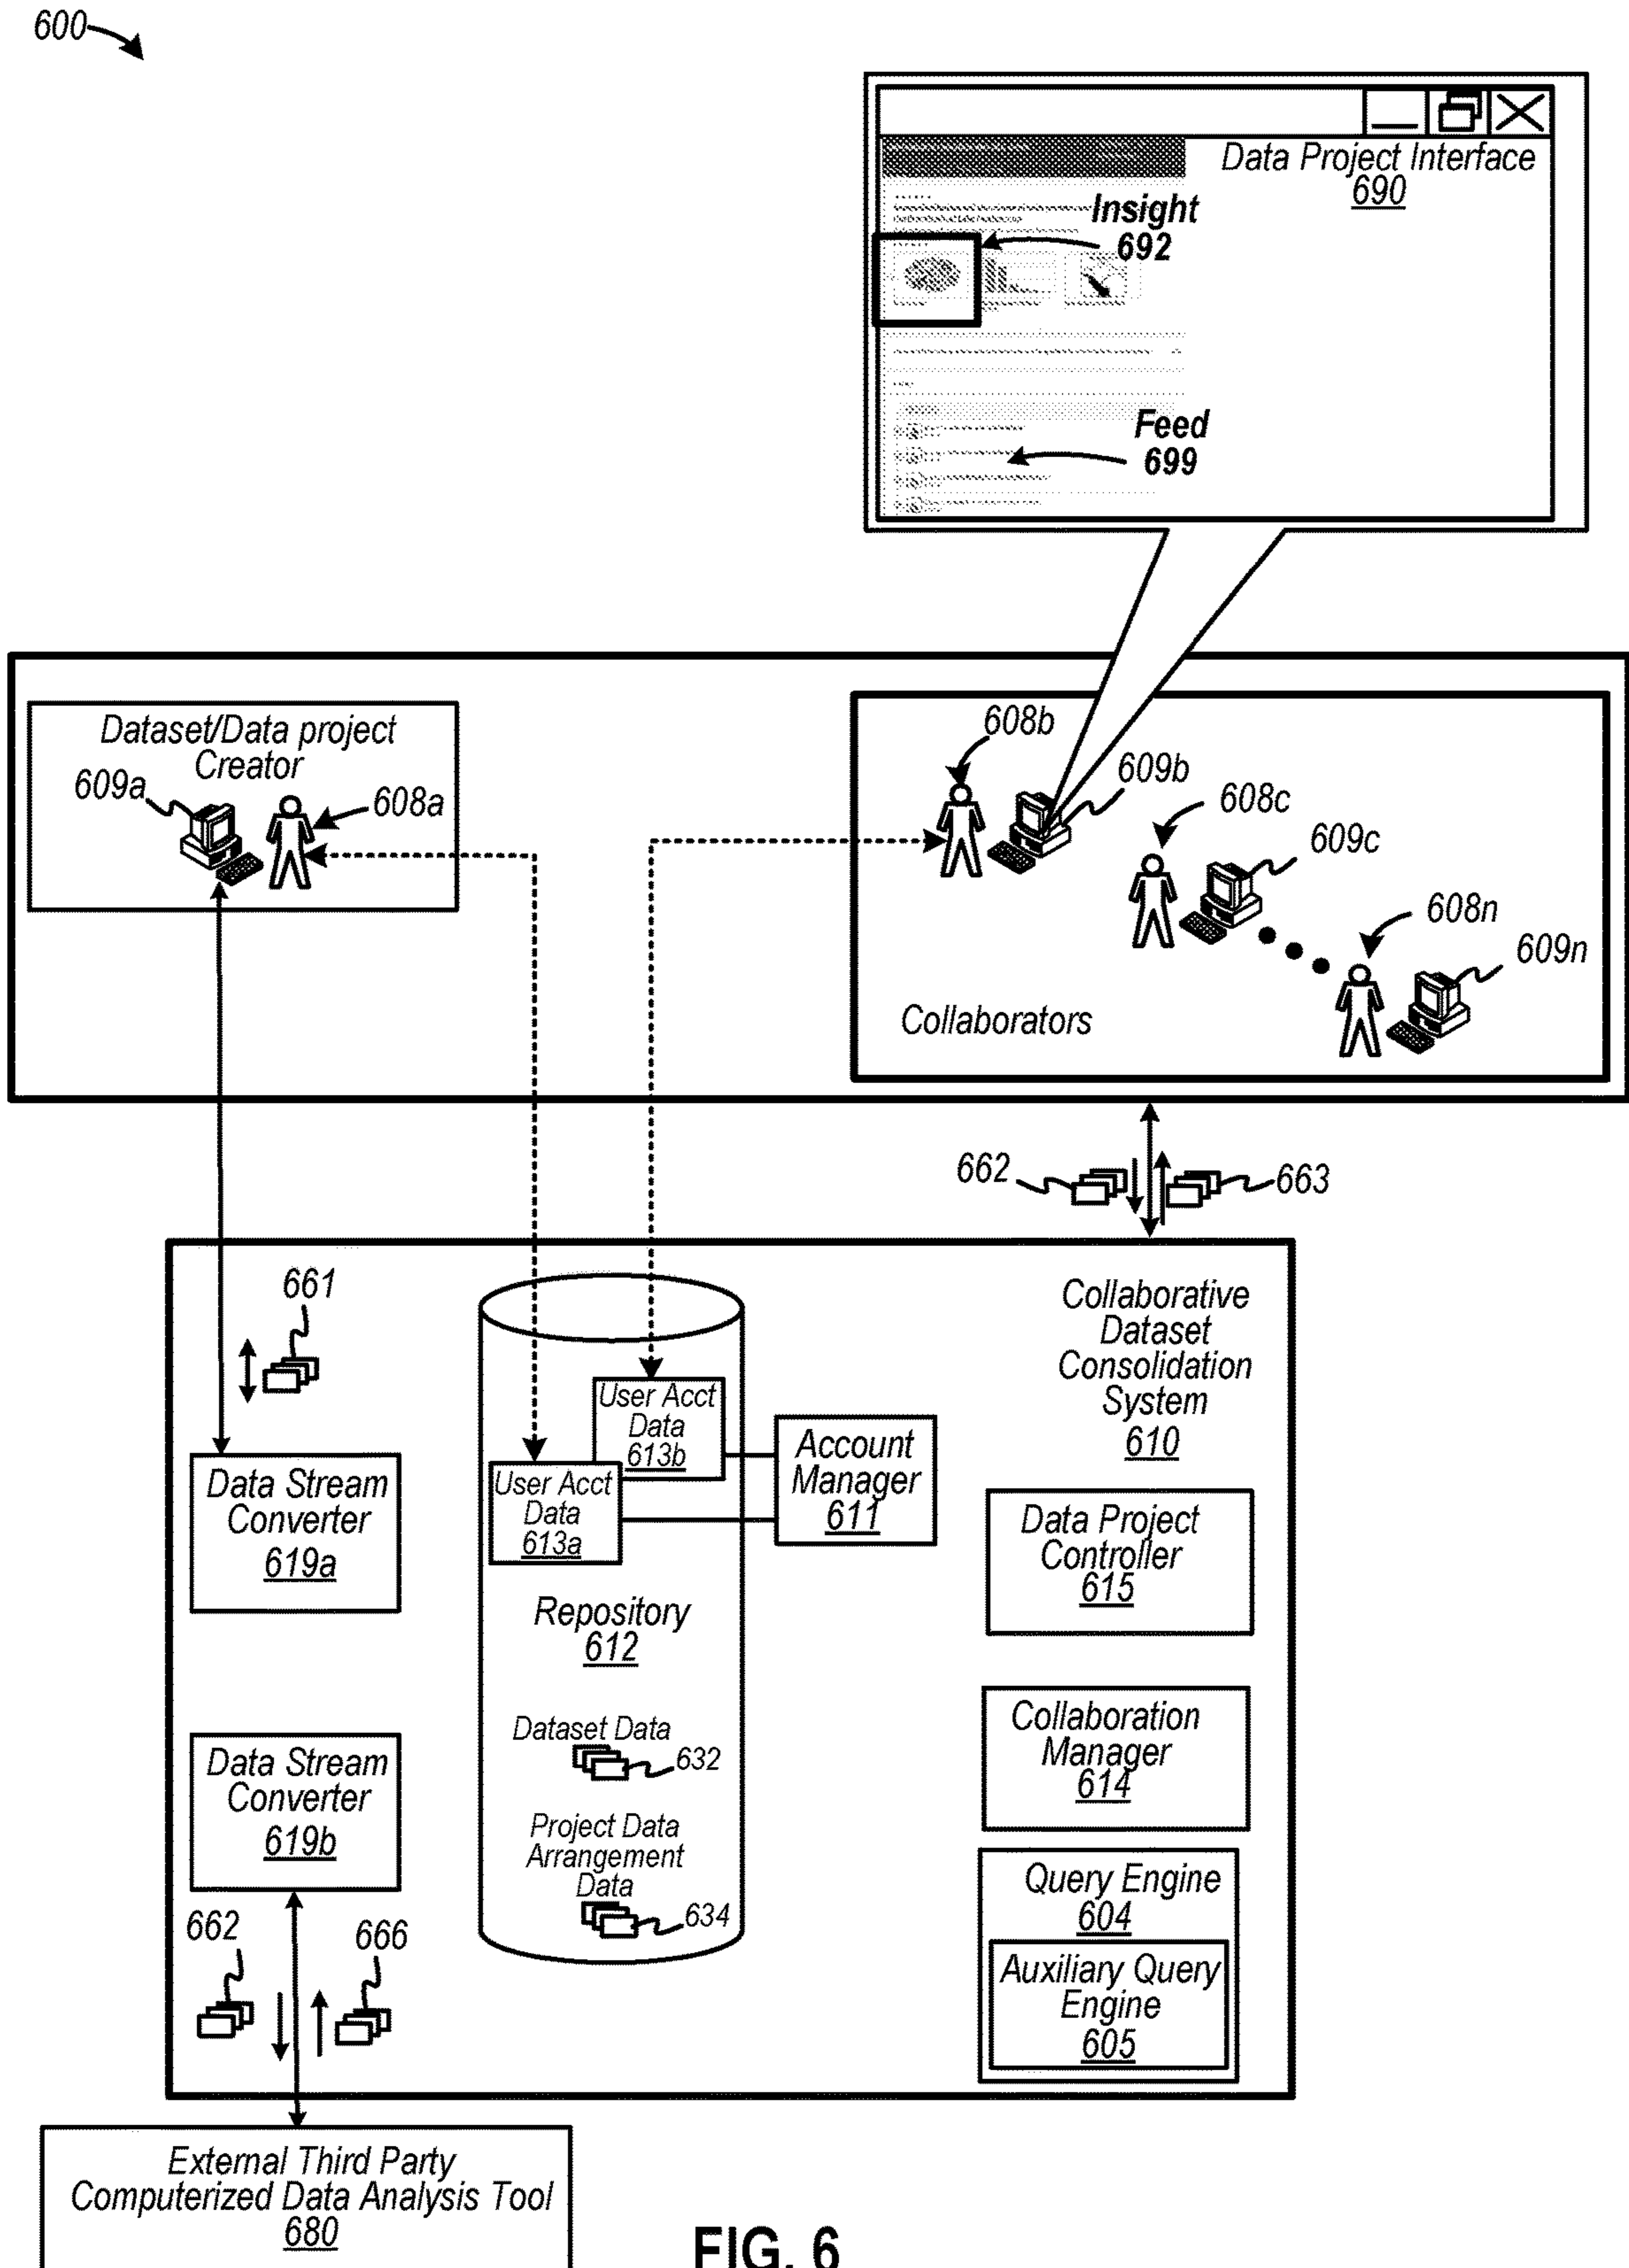 600
Data Project Interface
690
Insight
692
Feed
699
Dataset/Data project
Creator
609a
608a
608b
609b
608c
609c
608n
609n
Collaborators
662
663
661
Collaborative
Dataset
Consolidation
System
610
User Acct
Data
613b
User Acct
Data
613a
Account
Manager
611
Data Stream
Converter
619a
Data Project
Controller
615
Repository
612
Collaboration
Manager
614
Dataset Data
632
Data Stream
Converter
619b
Project Data
Arrangement
Data
634
Query Engine
604
Auxiliary Query
Engine
605
662
666
External Third Party
Computerized Data Analysis Tool
680
FIG. 6